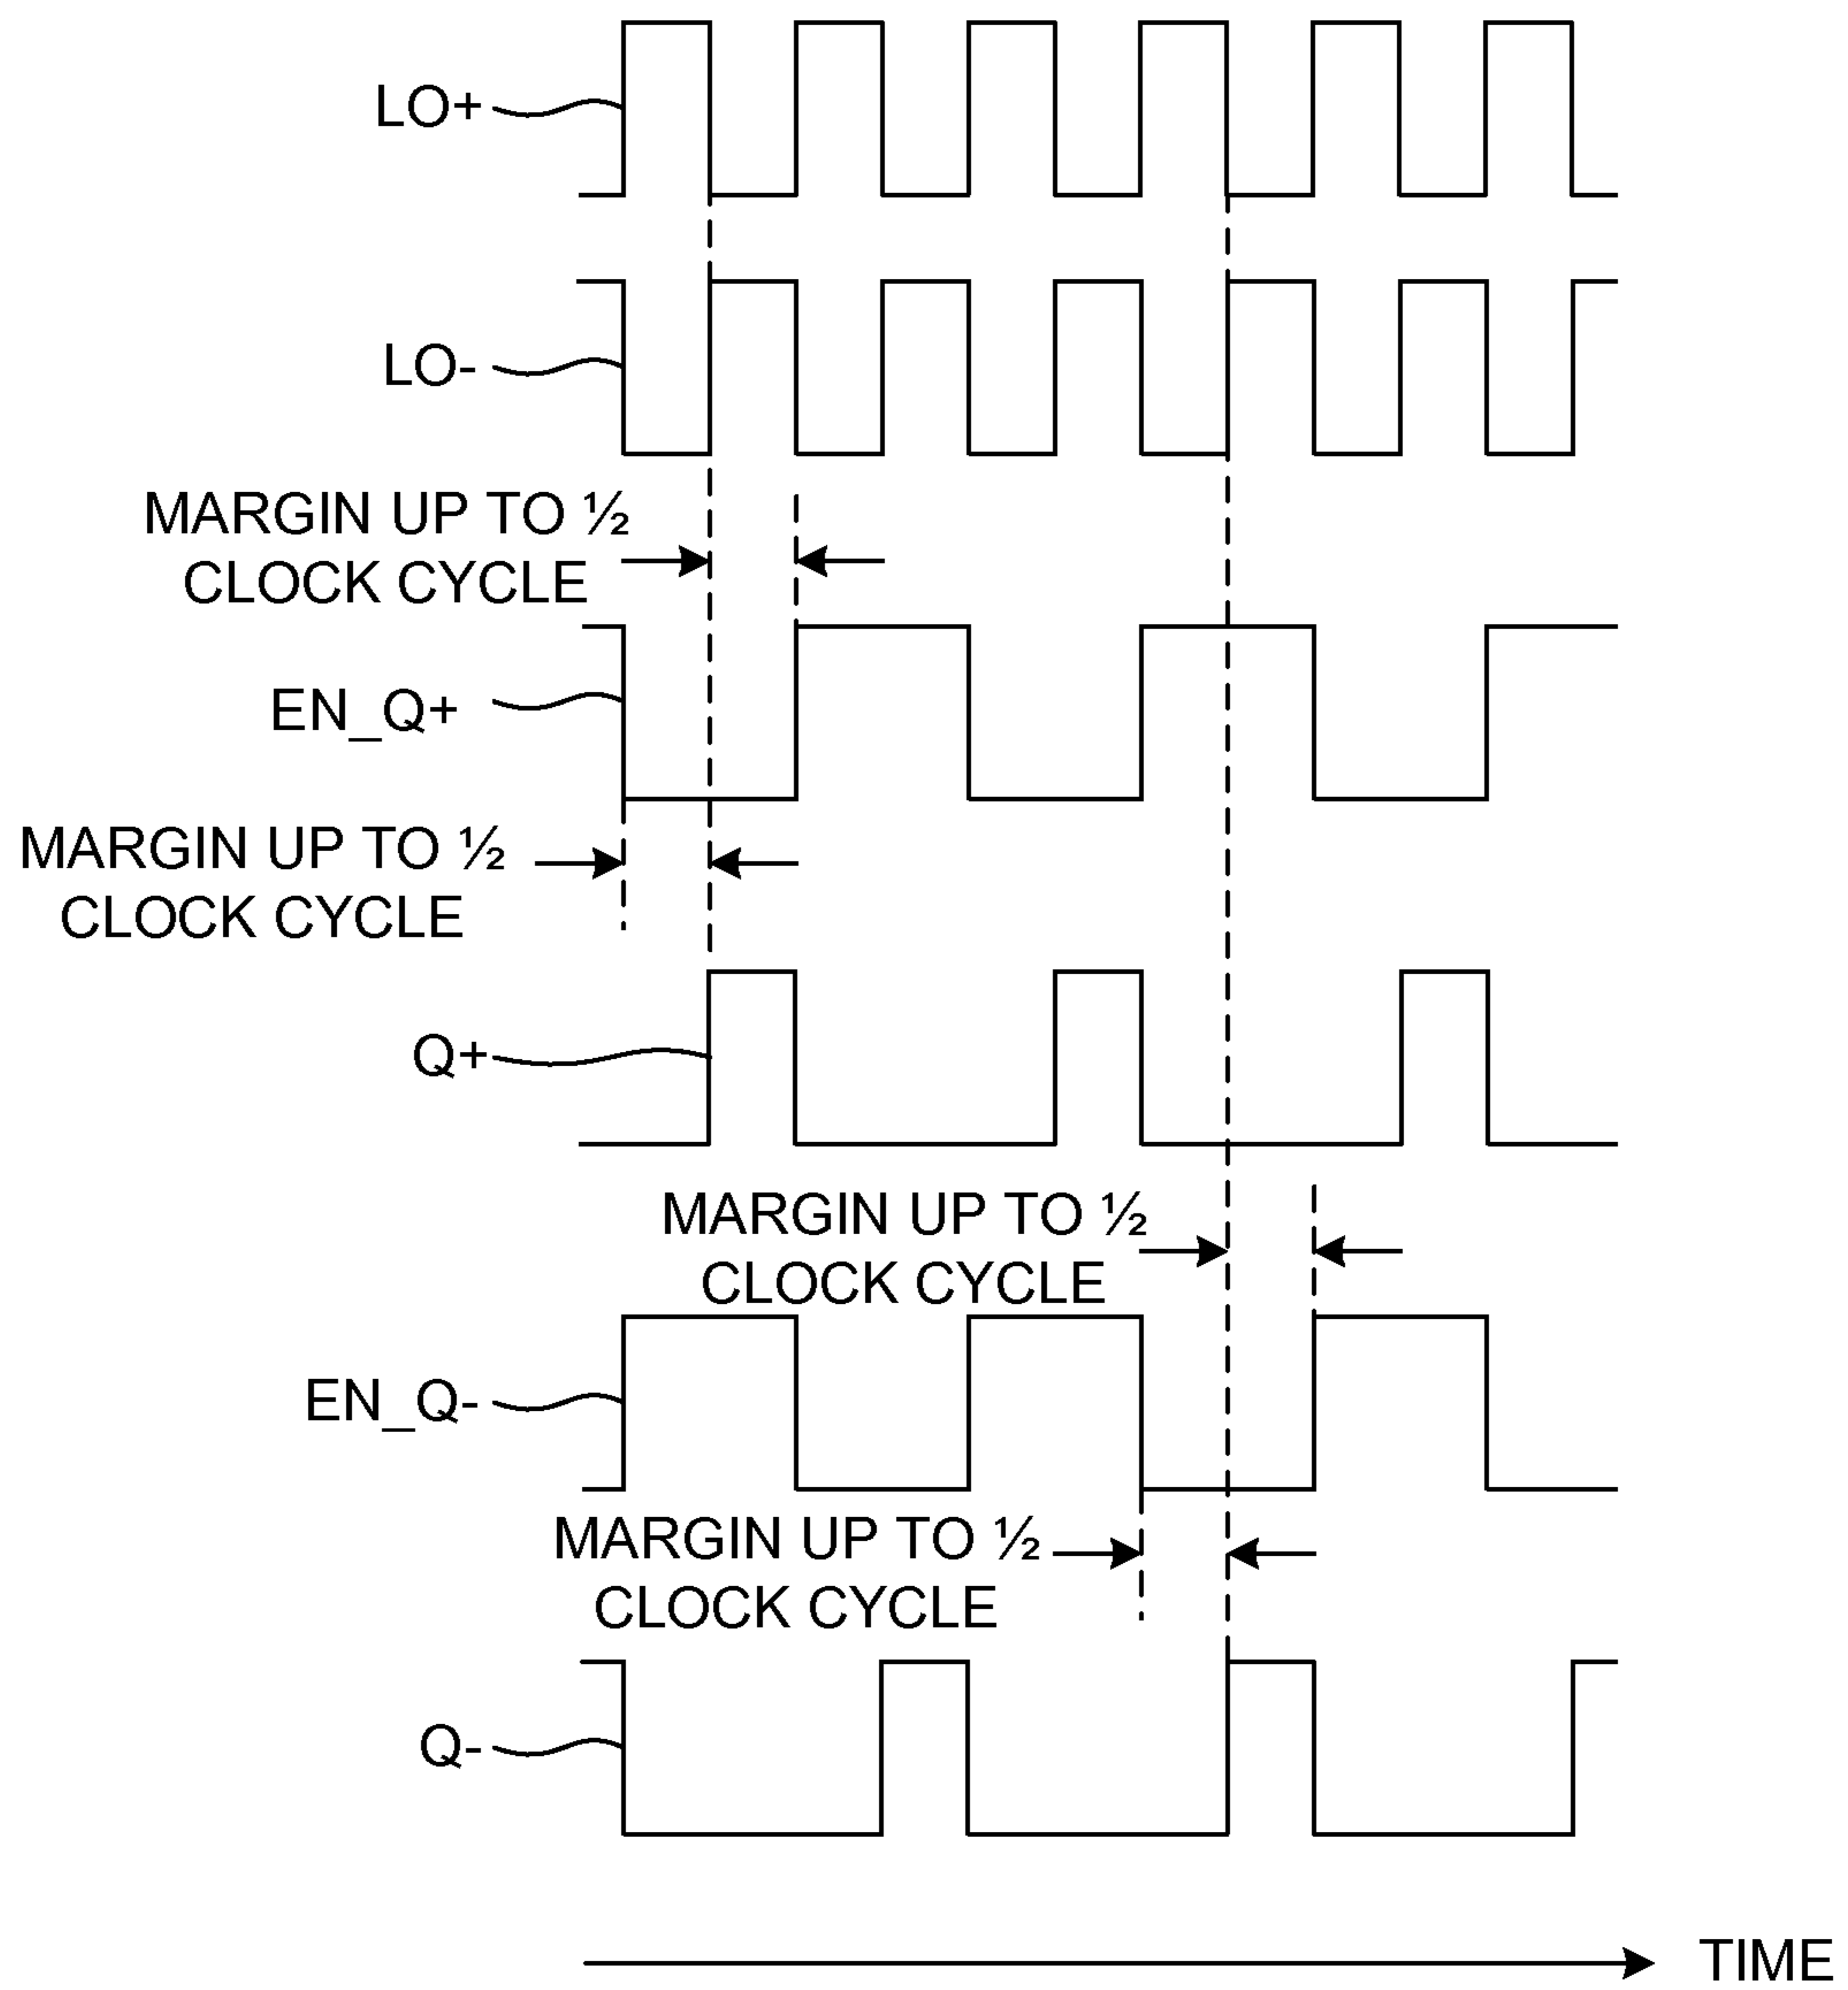 LO+
LO-
MARGIN UP TO ½
CLOCK CYCLE
EN_Q+
MARGIN UP TO ½
CLOCK CYCLE
Q+
MARGIN UP TO ½
CLOCK CYCLE
EN_Q-
MARGIN UP TO ½
CLOCK CYCLE
Q-
TIME